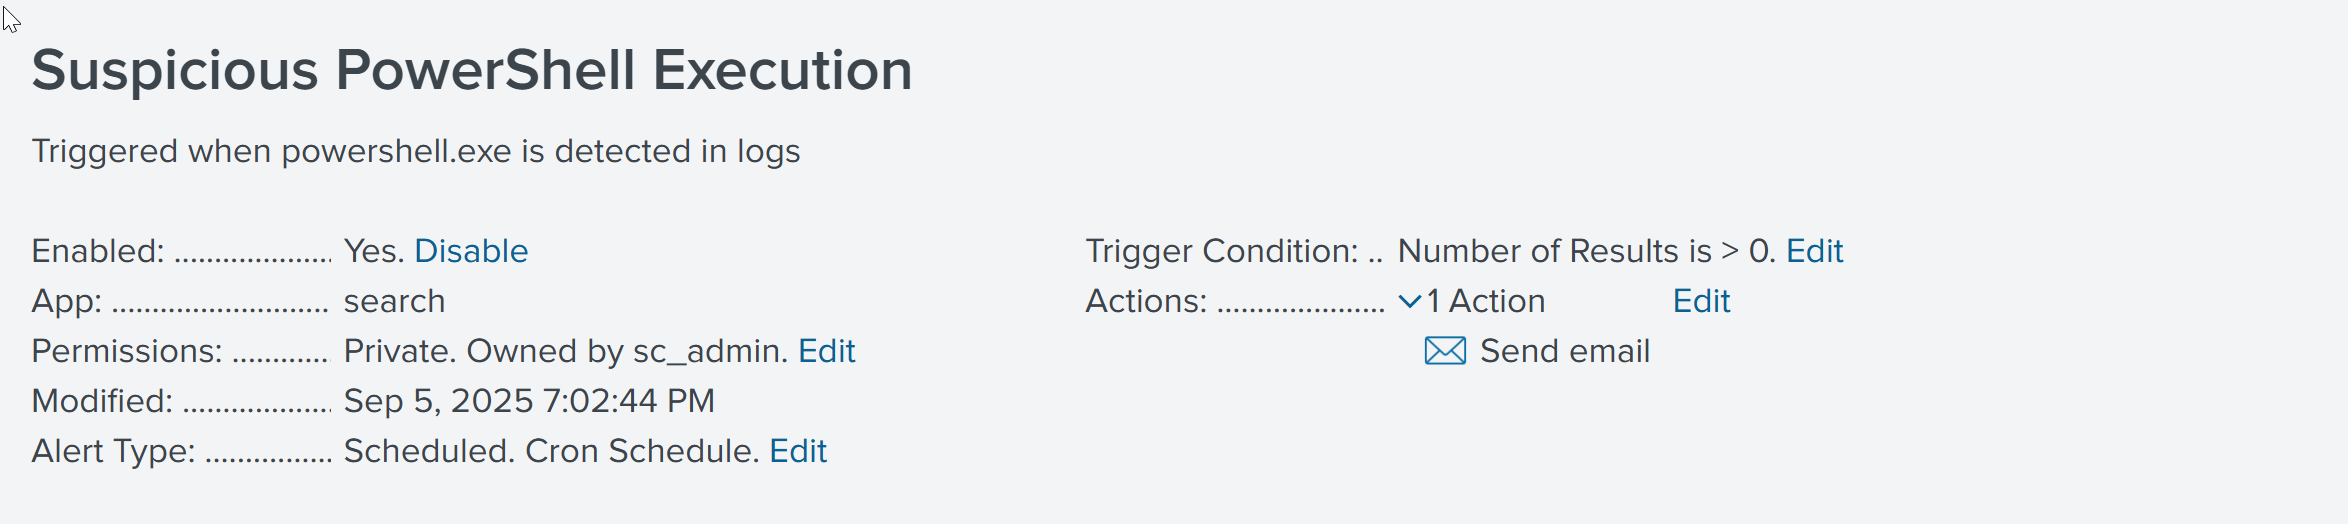 Suspicious PowerShell Execution
Triggered when powershell.exe is detected in logs
Enabled: .................... Yes. Disable
App: ........................... search
Permissions: ............ Private. Owned by sc_admin. Edit
Modified: ................... Sep 5, 2025 7:02:44 PM
Alert Type: ................ Scheduled. Cron Schedule. Edit
Trigger Condition: .. Number of Results is > 0. Edit
Actions: ..................... 1 Action Edit
Send email